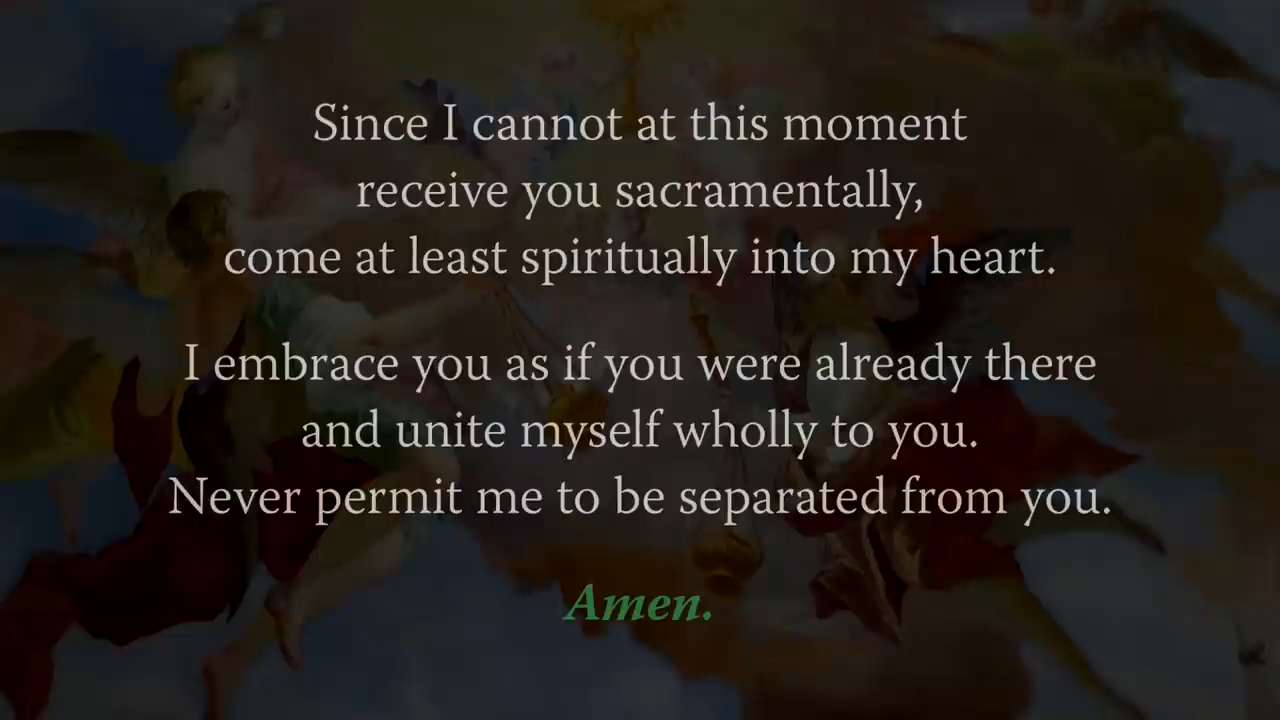 Since I cannot at this moment
receive you sacramentally,
come at least spiritually into my heart.
I embrace you as if you were already there
and unite myself wholly to you.
Never permit me to be separated from you.
Amen.